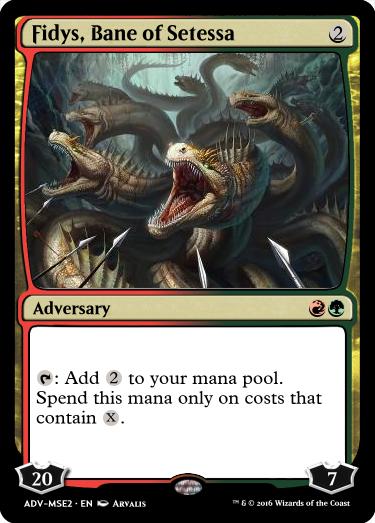 Fidys, Bane of Setessa 2
Adversary
: Add 2 to your mana pool.
Spend this mana only on costs that
contain X.
20 7
ADV-MSE2 • EN Arvalis ™ & © 2016 Wizards of the Coast